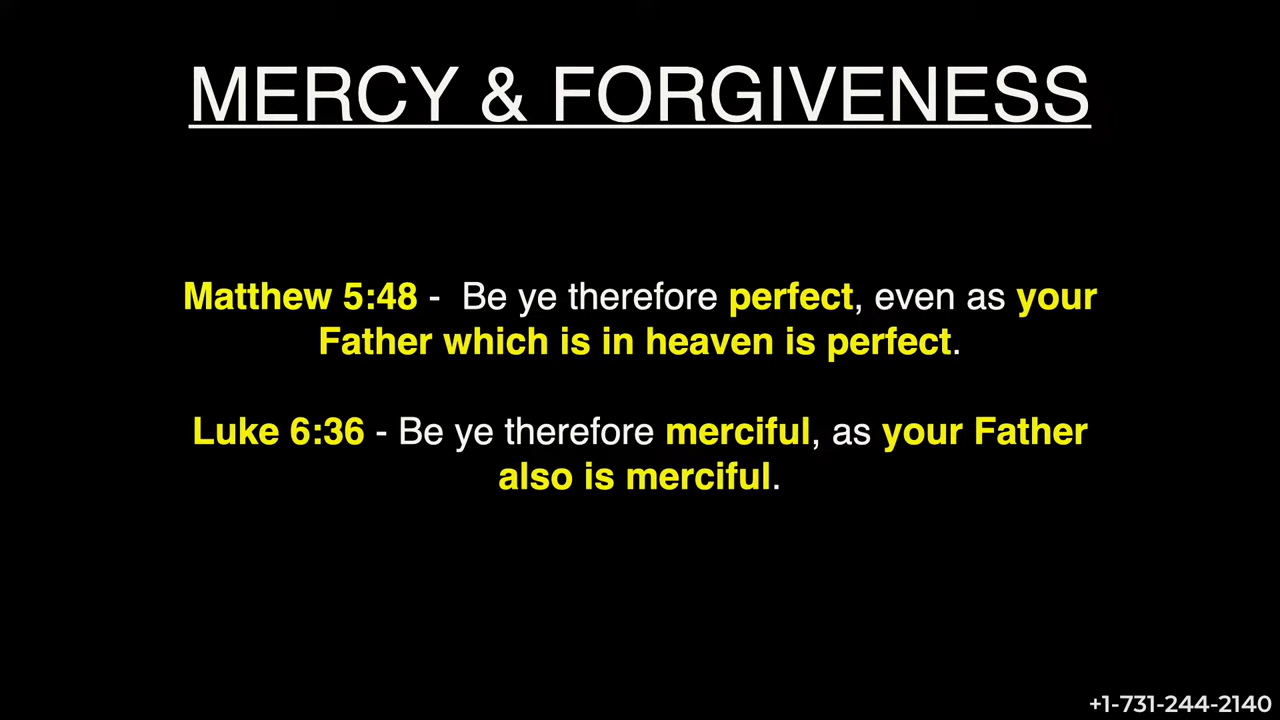 MERCY & FORGIVENESS
Matthew 5:48 -  Be ye therefore perfect, even as your
Father which is in heaven is perfect.
Luke 6:36 - Be ye therefore merciful, as your Father
also is merciful.
+1-731-244-2140